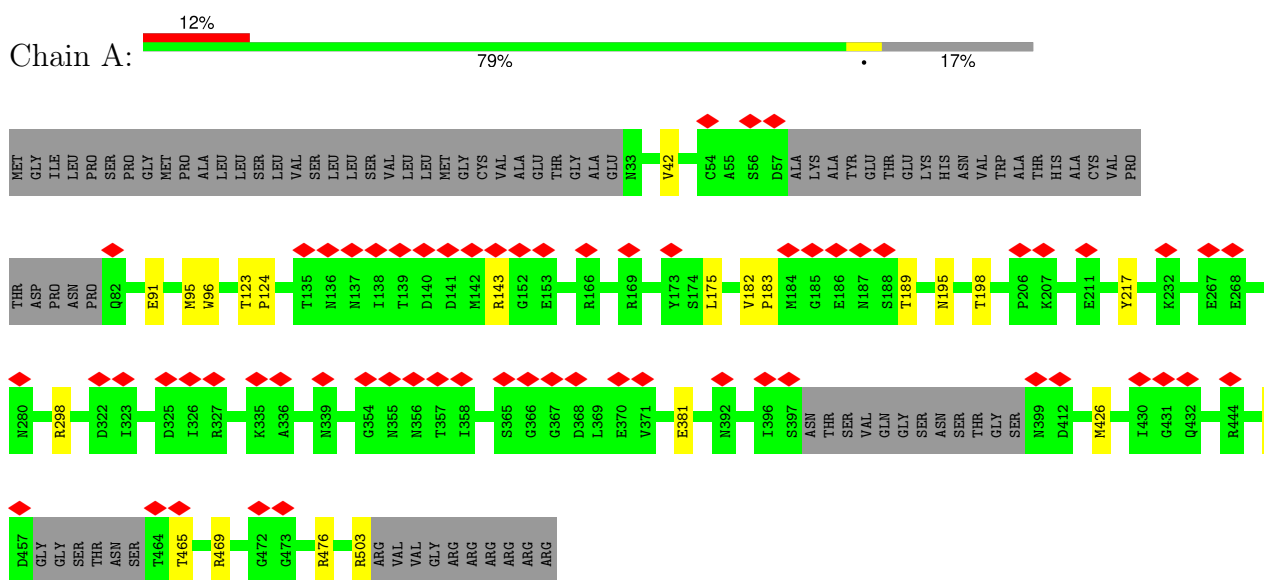 12%
Chain A:
79%
•
17%
MET GLY ILE LEU PRO SER PRO GLY MET PRO ALA LEU LEU SER LEU VAL SER LEU LEU SER VAL LEU LEU MET GLY CYS VAL ALA GLU THR GLY ALA GLU N33 V42 C54 A55 S56 D57 ALA LYS ALA TYR GLU THR GLU LYS HIS ASN VAL TRP ALA THR HIS ALA CYS VAL PRO
THR ASP PRO ASN PRO Q82 E91 M95 W96 T123 P124 T135 N136 N137 I138 T139 D140 D141 M142 R143 G152 E153 R166 R169 Y173 S174 L175 V182 P183 M184 G185 E186 N187 S188 T189 N195 T198 P206 K207 E211 Y217 K232 E267 E268
N280 R298 D322 I323 D325 I326 R327 K335 A336 N339 G354 N355 N356 T357 I358 S365 G366 G367 D368 L369 E370 V371 E381 N392 I396 S397 ASN THR SER VAL GLN GLY SER ASN SER THR GLY SER N399 D412 M426 I430 G431 Q432 R444
D457 GLY GLY SER THR ASN SER T464 T465 R469 G472 G473 R476 R503 ARG VAL VAL GLY ARG ARG ARG ARG ARG ARG